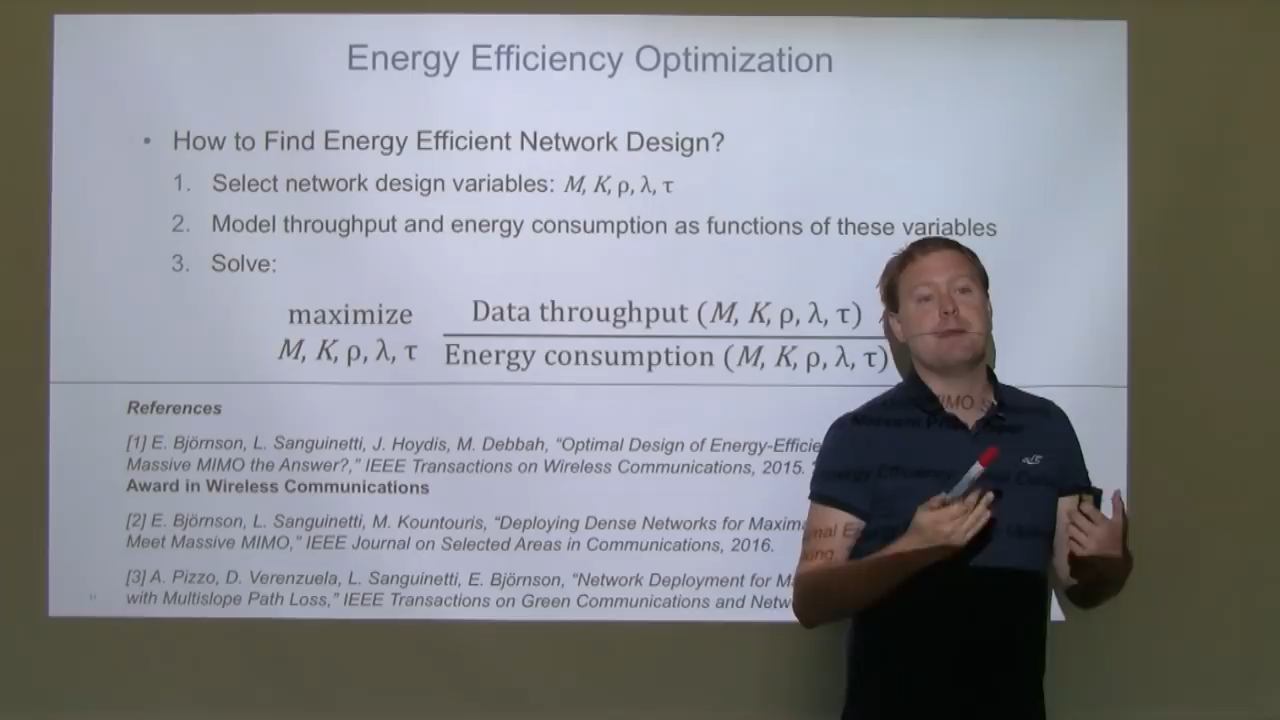 Energy Efficiency Optimization
• How to Find Energy Efficient Network Design?
1. Select network design variables: M, K, ρ, λ, τ
2. Model throughput and energy consumption as functions of these variables
3. Solve:
maximize
M, K, ρ, λ, τ
Data throughput (M, K, ρ, λ, τ)
Energy consumption (M, K, ρ, λ, τ)
References
[1] E. Björnson, L. Sanguinetti, J. Hoydis, M. Debbah, “Optimal Design of Energy-Efficie
Massive MIMO the Answer?,” IEEE Transactions on Wireless Communications, 2015.
Award in Wireless Communications
[2] E. Björnson, L. Sanguinetti, M. Kountouris, “Deploying Dense Networks for Maxim
Meet Massive MIMO,” IEEE Journal on Selected Areas in Communications, 2016.
[3] A. Pizzo, D. Verenzuela, L. Sanguinetti, E. Björnson, “Network Deployment for M
with Multislope Path Loss,” IEEE Transactions on Green Communications and Netw